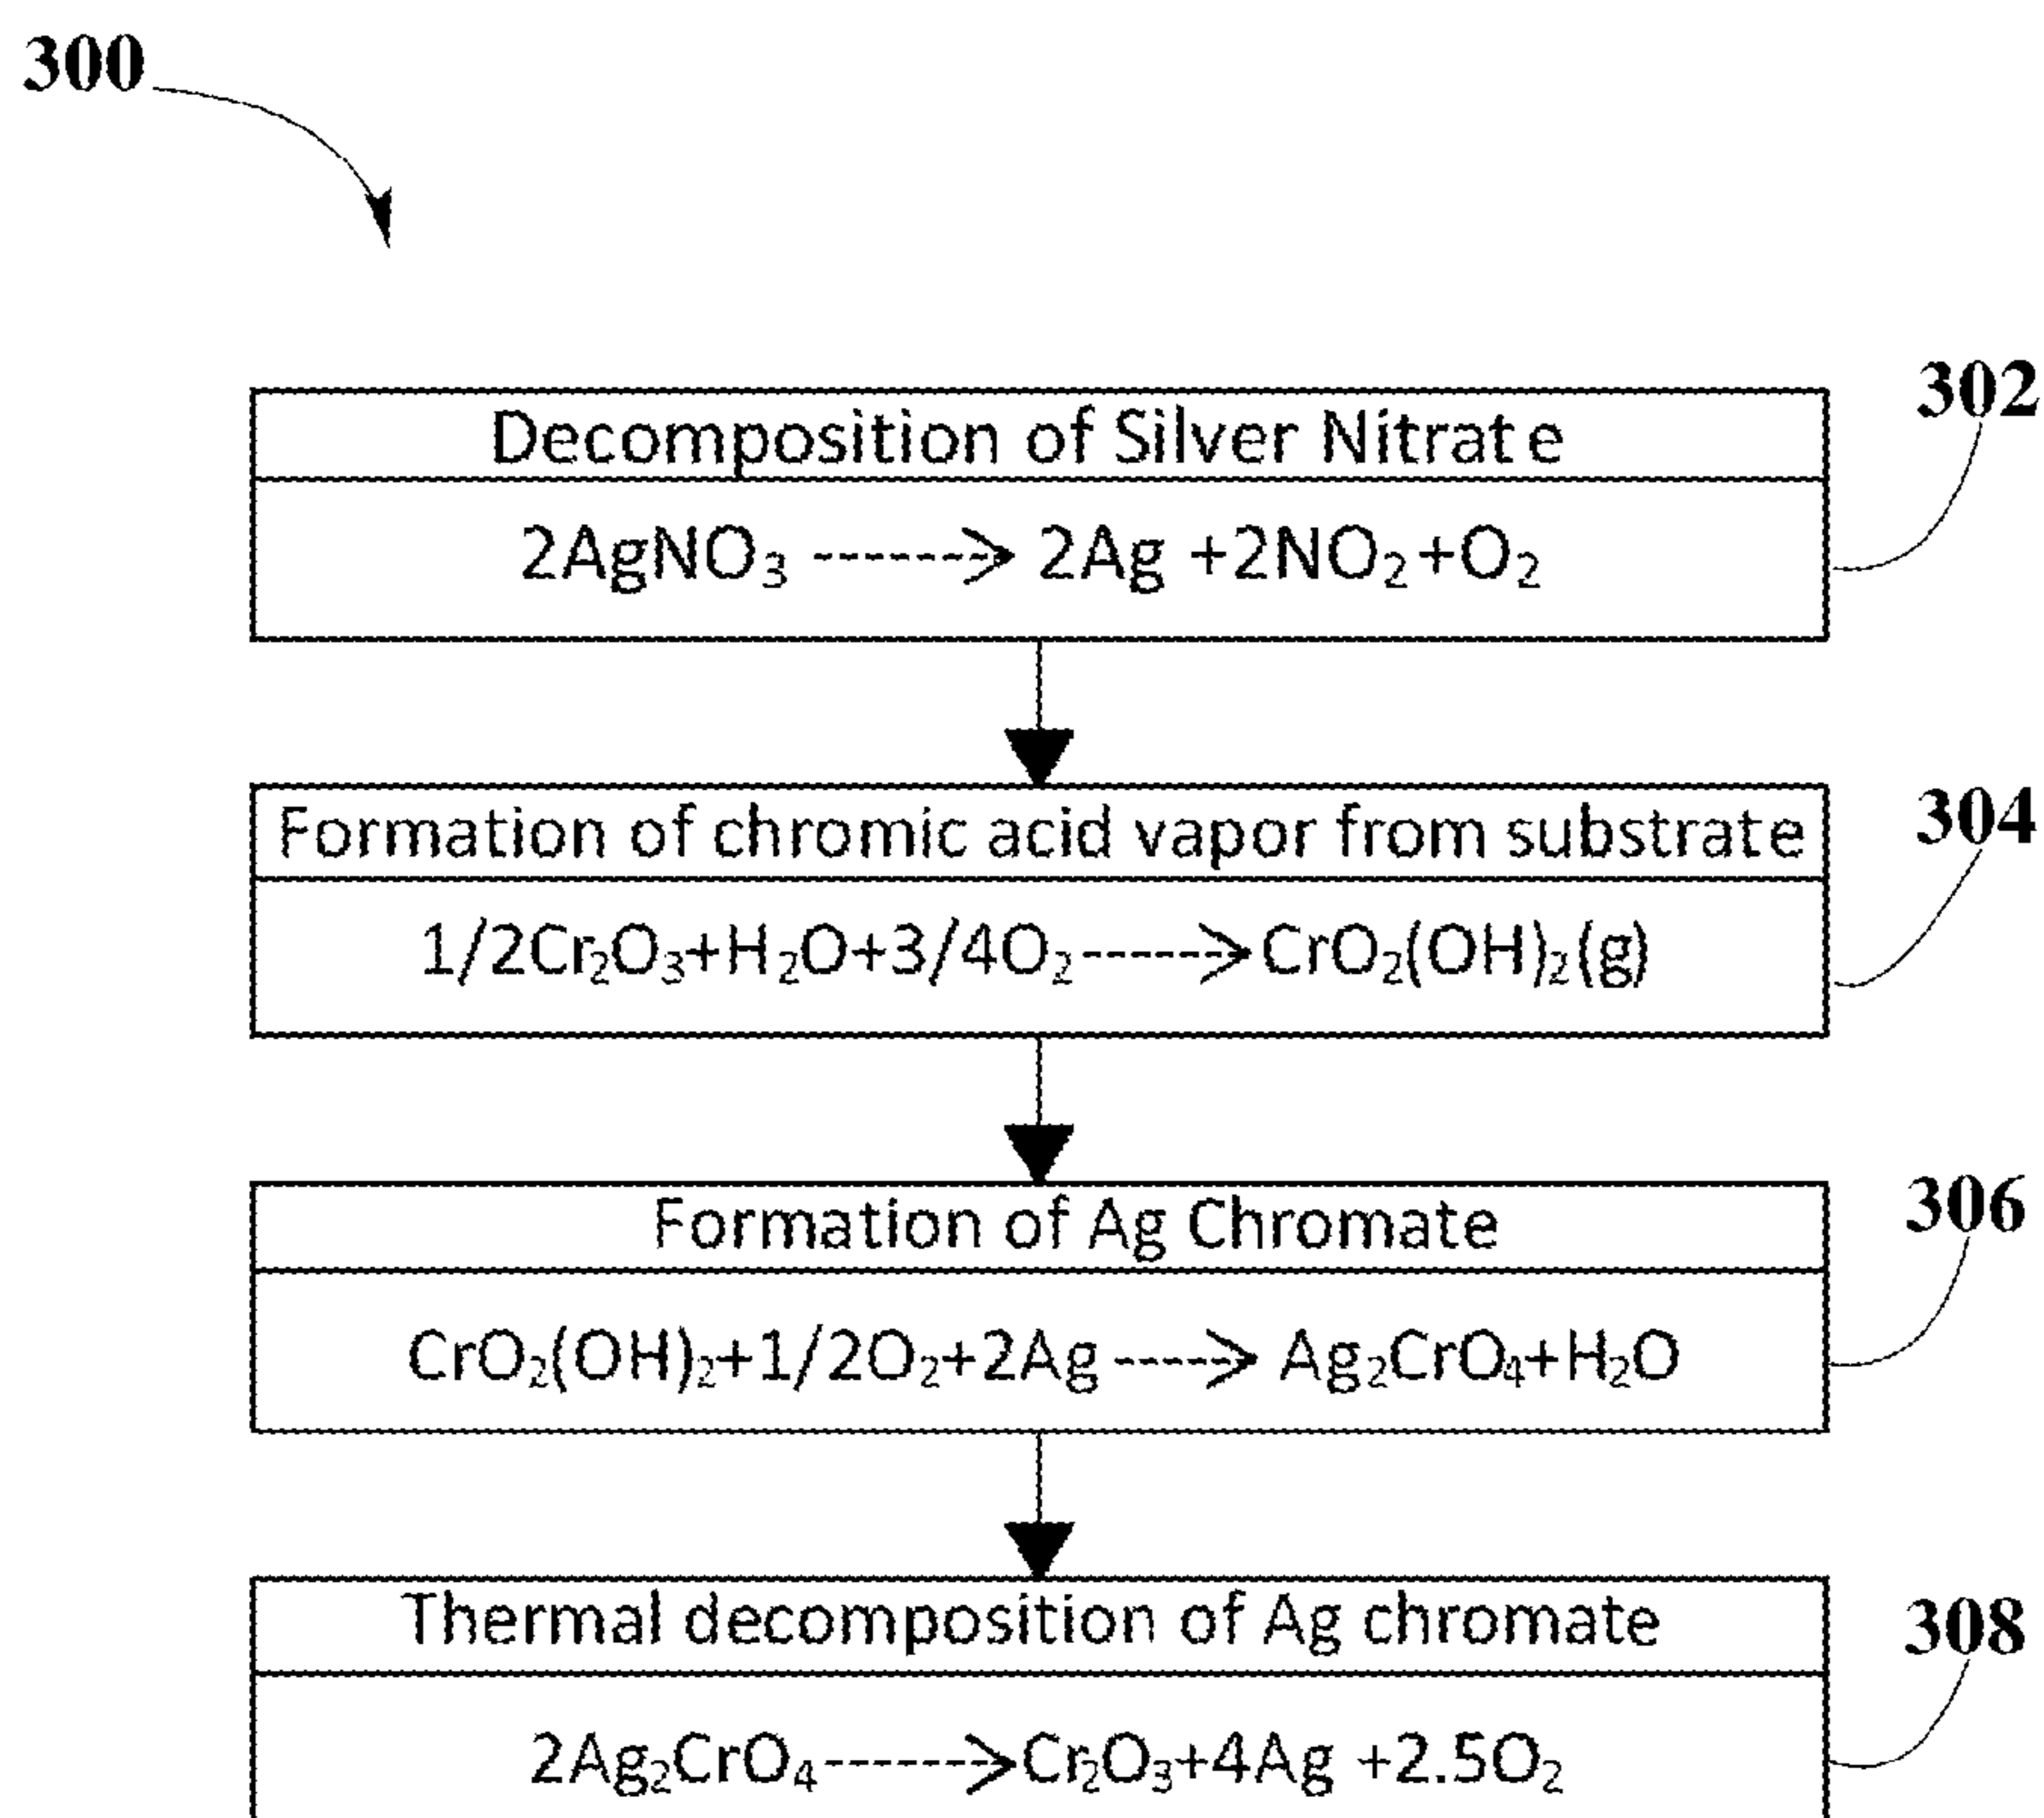 300
302
Decomposition of Silver Nitrate
2AgNO₃ ------> 2Ag +2NO₂+O₂
304
Formation of chromic acid vapor from substrate
1/2Cr₂O₃+H₂O+3/4O₂------>CrO₂(OH)₂(g)
306
Formation of Ag Chromate
CrO₂(OH)₂+1/2O₂+2Ag ----> Ag₂CrO₄+H₂O
308
Thermal decomposition of Ag chromate
2Ag₂CrO₄------>Cr₂O₃+4Ag +2.5O₂